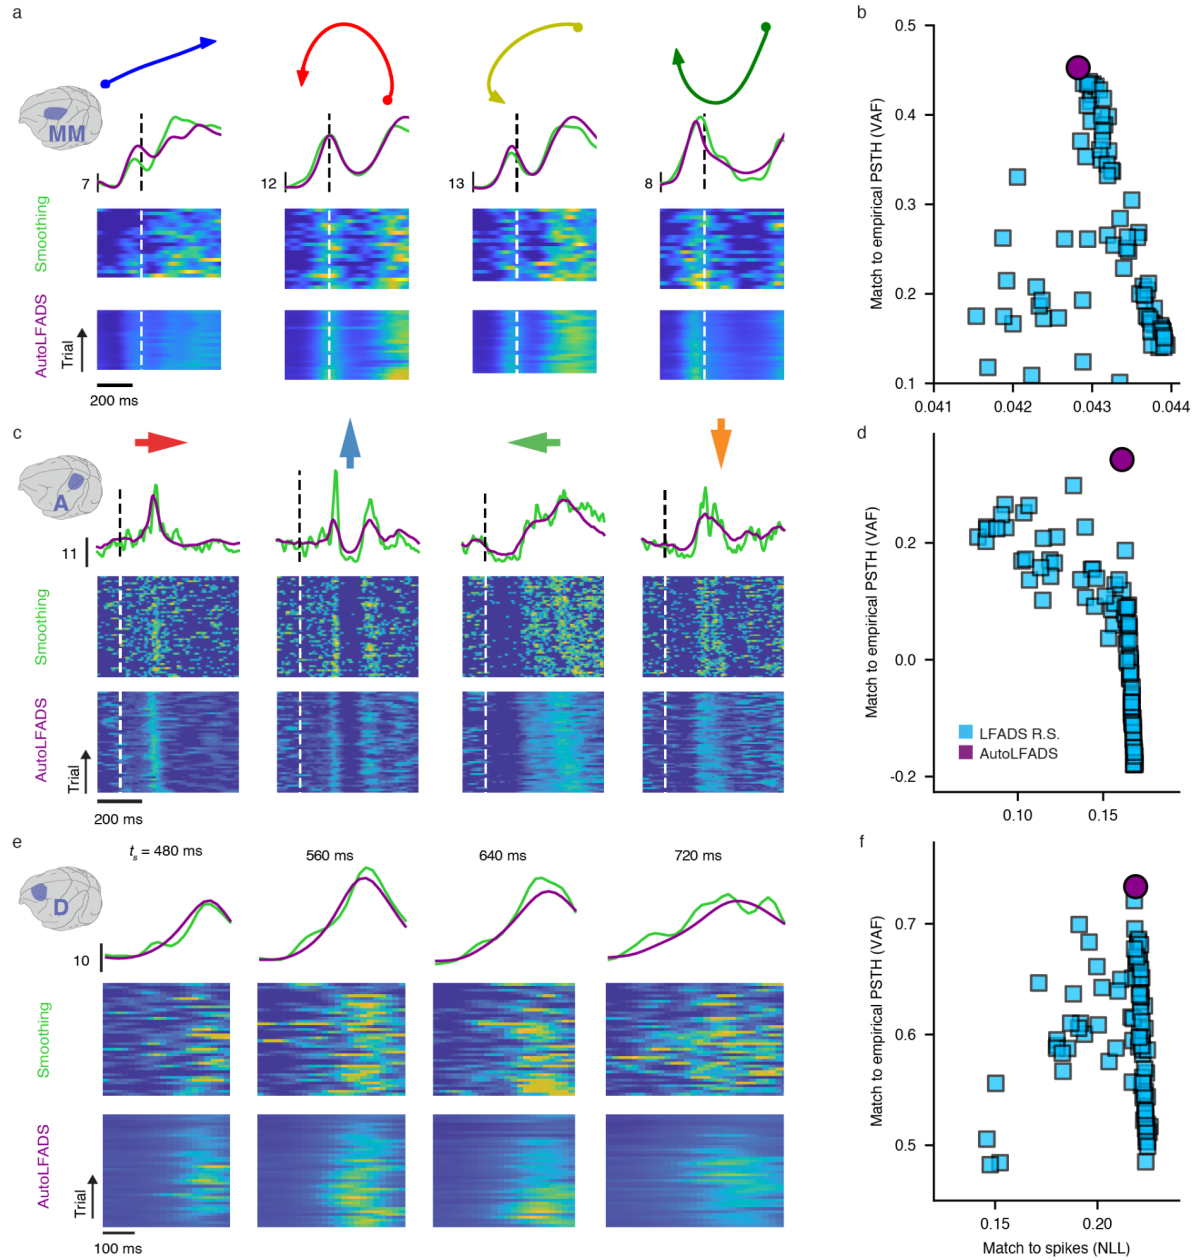 a
MM
7
12
13
8
Smoothing
AutoLFADS
Trial
200 ms
b
Match to empirical PSTH (VAF)
0.5
0.4
0.3
0.2
0.1
0.041
0.042
0.043
0.044
c
A
11
Smoothing
AutoLFADS
Trial
200 ms
d
Match to empirical PSTH (VAF)
0.2
0.0
-0.2
LFADS R.S.
AutoLFADS
0.10
0.15
e
D
ts = 480 ms
560 ms
640 ms
720 ms
10
Smoothing
AutoLFADS
Trial
100 ms
f
Match to empirical PSTH (VAF)
0.7
0.6
0.5
0.15
0.20
Match to spikes (NLL)